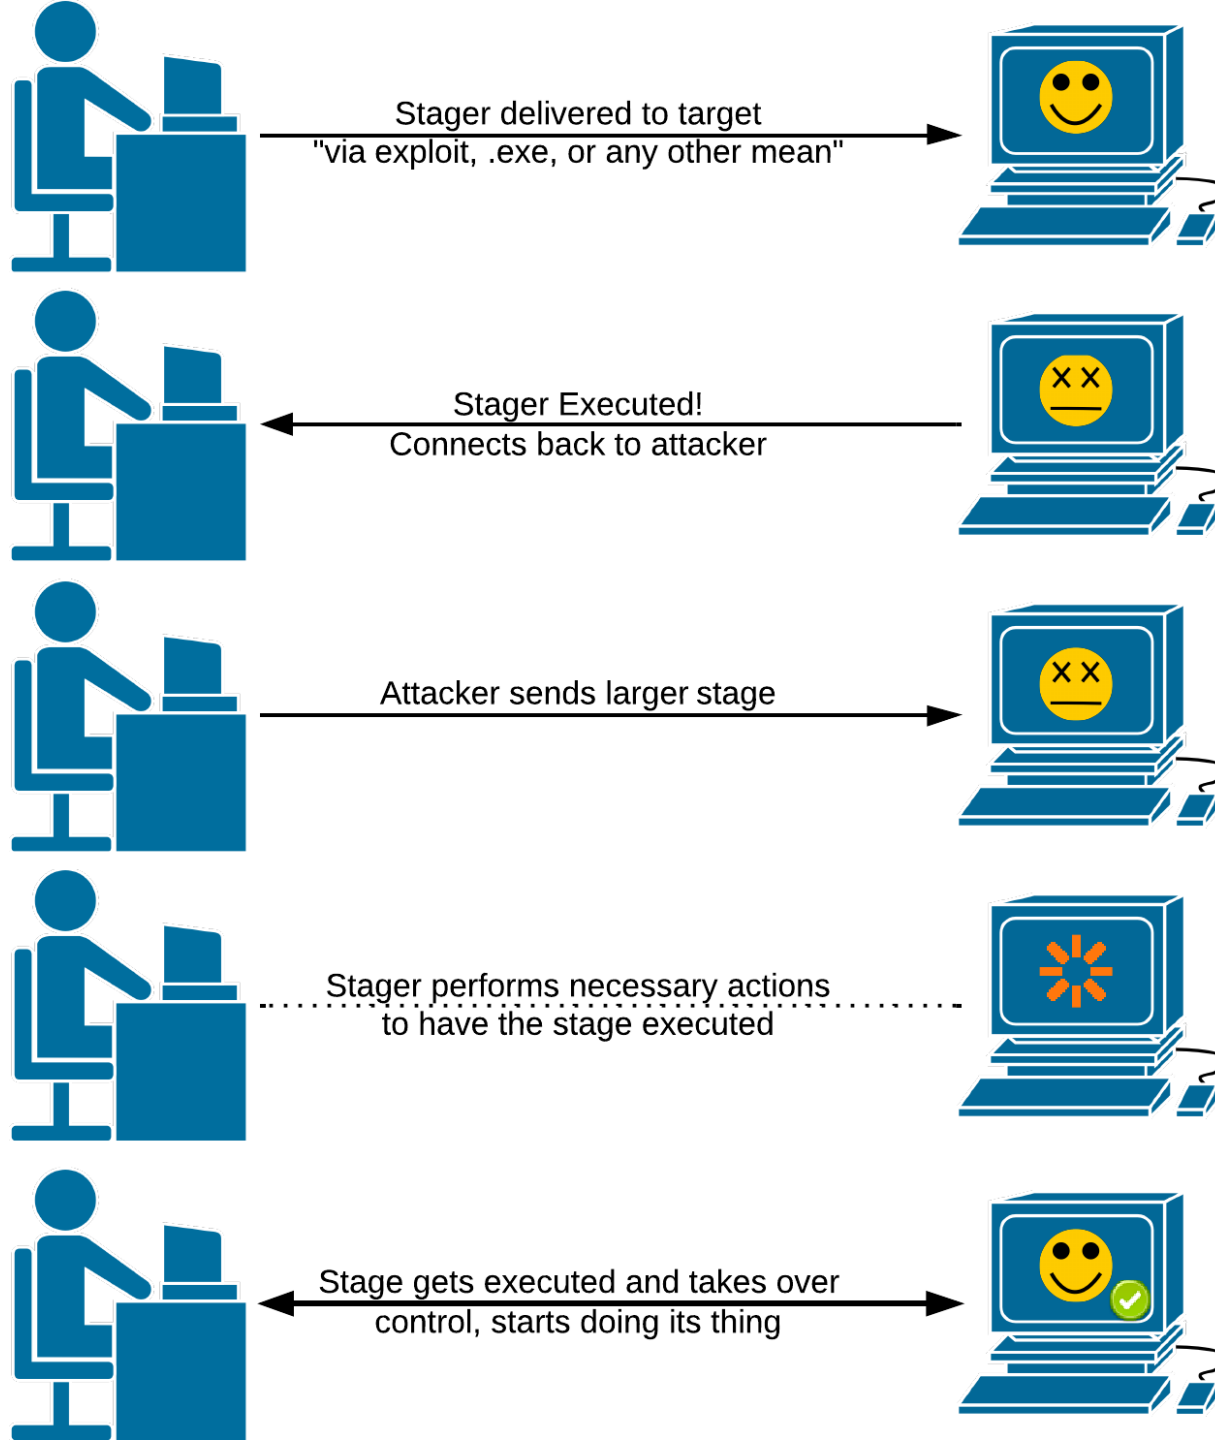 Stager delivered to target
"via exploit, .exe, or any other mean"
Stager Executed!
Connects back to attacker
Attacker sends larger stage
Stager performs necessary actions
to have the stage executed
Stage gets executed and takes over
control, starts doing its thing